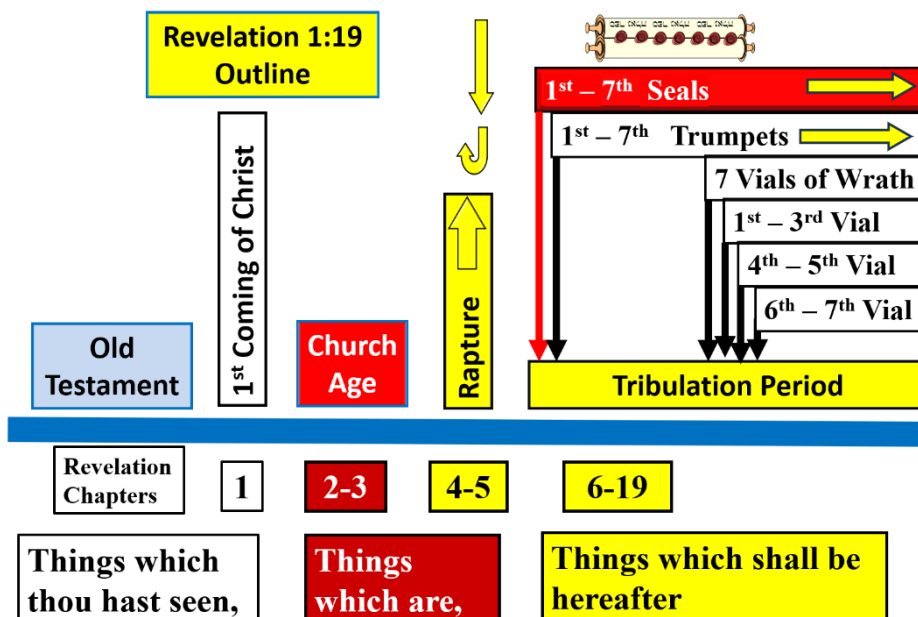 Revelation 1:19
Outline
1st – 7th Seals
1st – 7th Trumpets
7 Vials of Wrath
1st – 3rd Vial
4th – 5th Vial
6th – 7th Vial
Old
Testament
1st Coming of Christ
Church
Age
Rapture
Tribulation Period
Revelation
Chapters
1
2-3
4-5
6-19
Things which
thou hast seen,
Things
which are,
Things which shall be
hereafter